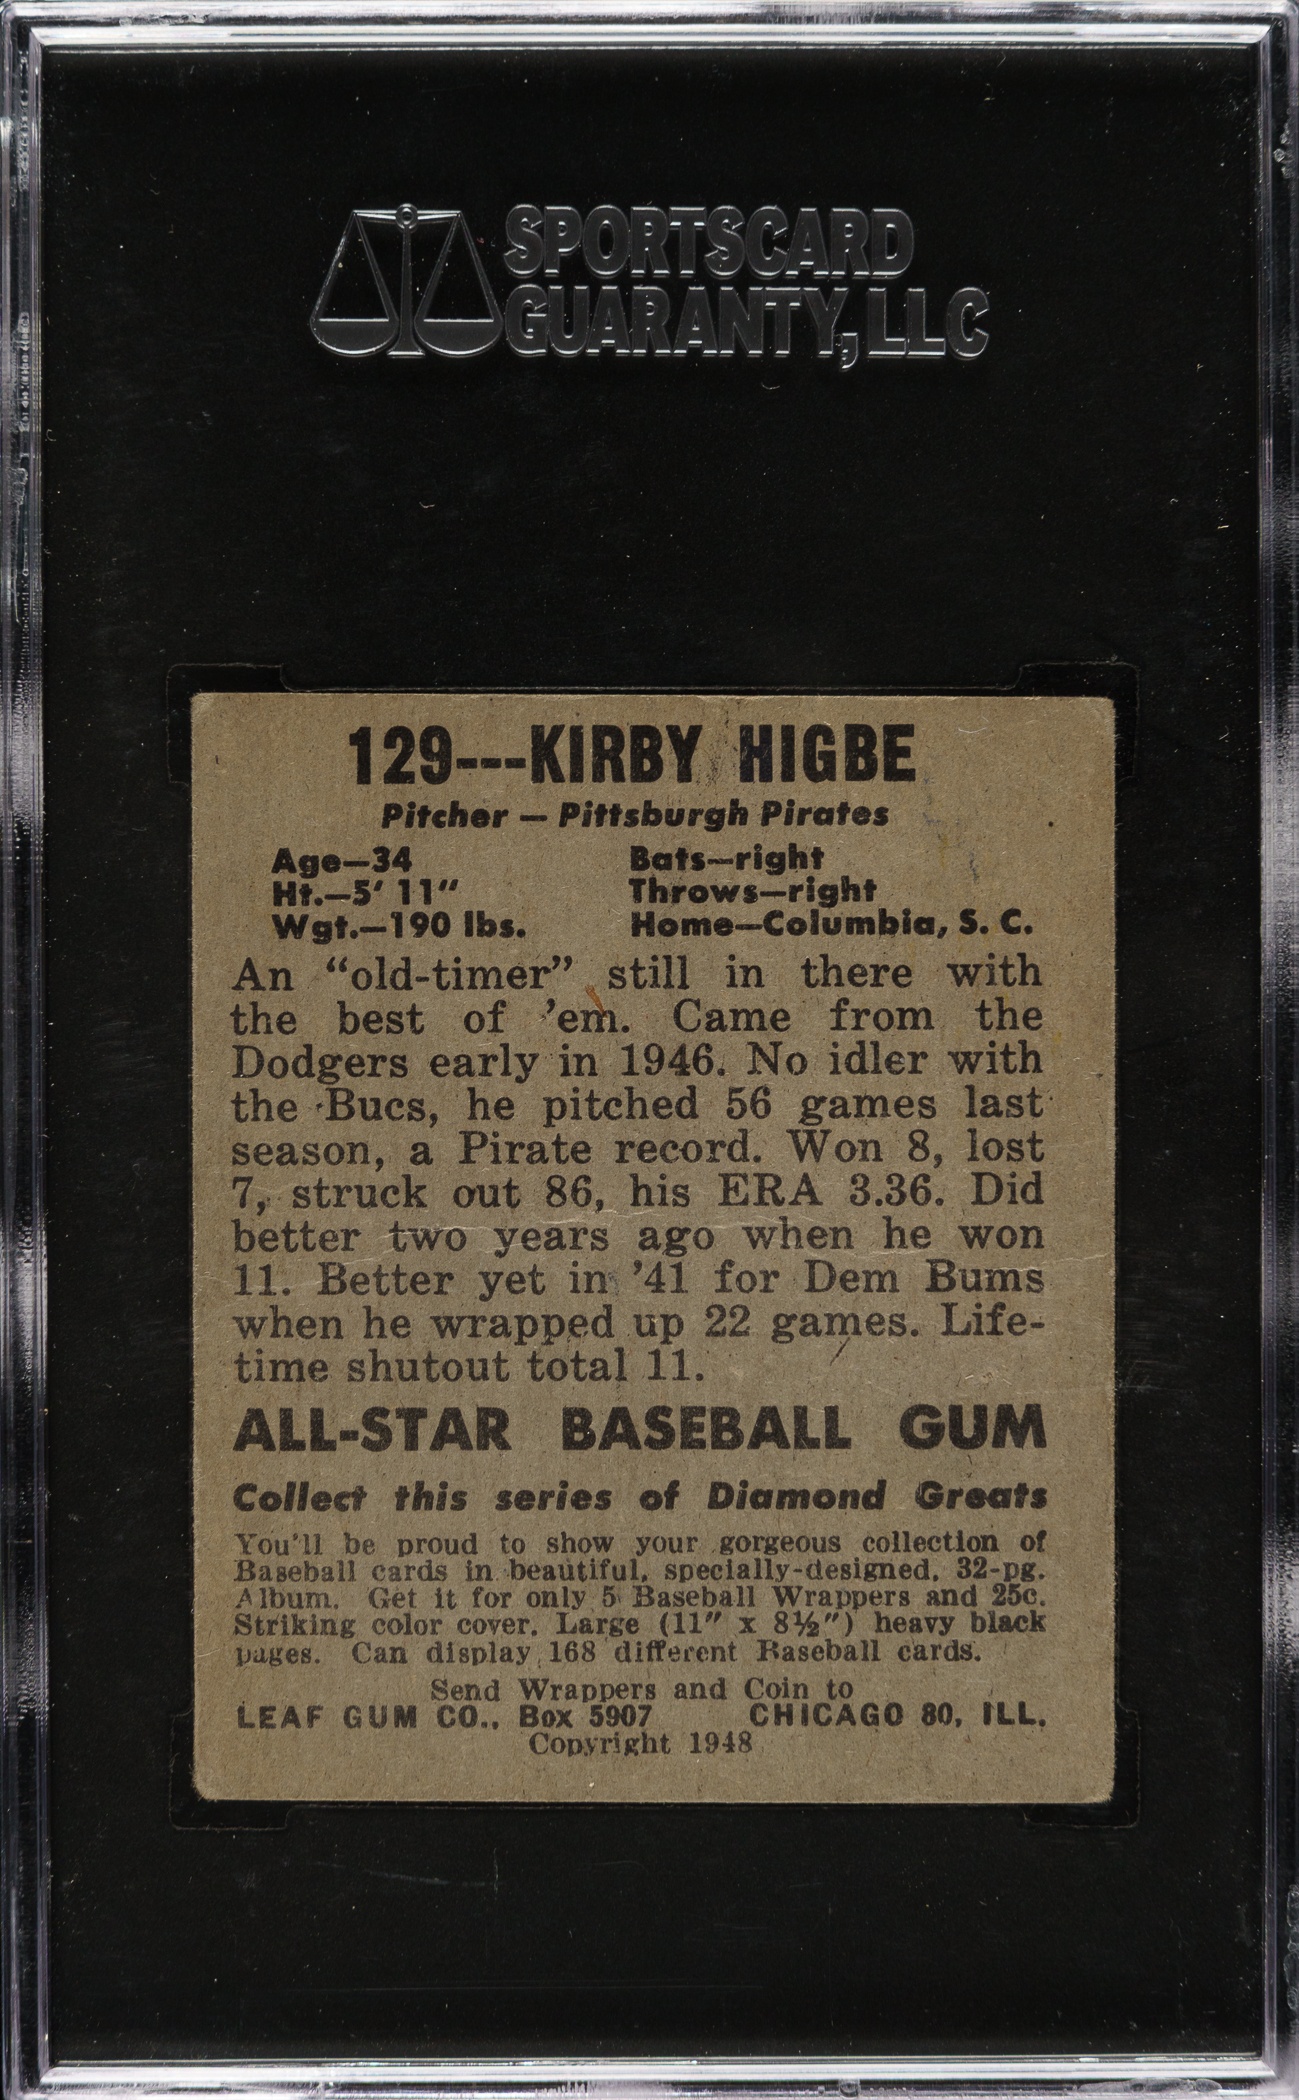 SPORTSCARD
GUARANTY, LLC
129---KIRBY HIGBE
Pitcher — Pittsburgh Pirates
Age—34 Bats—right
Ht.—5' 11" Throws—right
Wgt.—190 lbs. Home—Columbia, S. C.
An "old-timer" still in there with
the best of 'em. Came from the
Dodgers early in 1946. No idler with
the Bucs, he pitched 56 games last
season, a Pirate record. Won 8, lost
7, struck out 86, his ERA 3.36. Did
better two years ago when he won
11. Better yet in '41 for Dem Bums
when he wrapped up 22 games. Life-
time shutout total 11.
ALL-STAR BASEBALL GUM
Collect this series of Diamond Greats
You'll be proud to show your gorgeous collection of
Baseball cards in beautiful, specially-designed, 32-pg.
Album. Get it for only 5 Baseball Wrappers and 25c.
Striking color cover. Large (11" x 8½") heavy black
pages. Can display 168 different Baseball cards.
Send Wrappers and Coin to
LEAF GUM CO., Box 5907 CHICAGO 80, ILL.
Copyright 1948